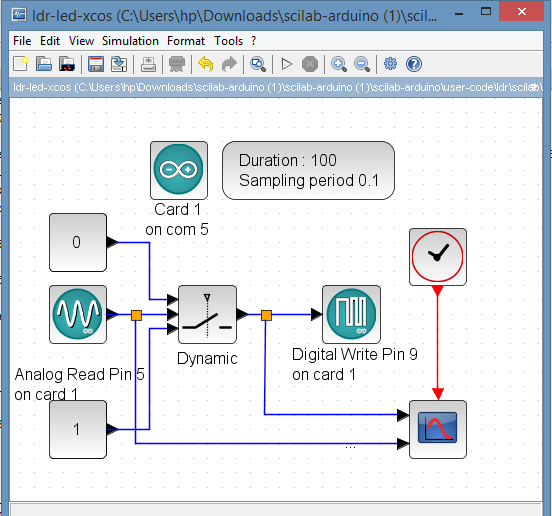 ldr-led-xcos (C:\Users\hp\Downloads\scilab-arduino (1)\scil...
File Edit View Simulation Format Tools ?
ldr-led-xcos (C:\Users\hp\Downloads\scilab-arduino (1)\scilab-arduino (1)\scilab-arduino\user-code\ldr\scilab\
Duration : 100
Sampling period 0.1
Card 1
on com 5
0
Dynamic
Digital Write Pin 9
on card 1
Analog Read Pin 5
on card 1
1
...